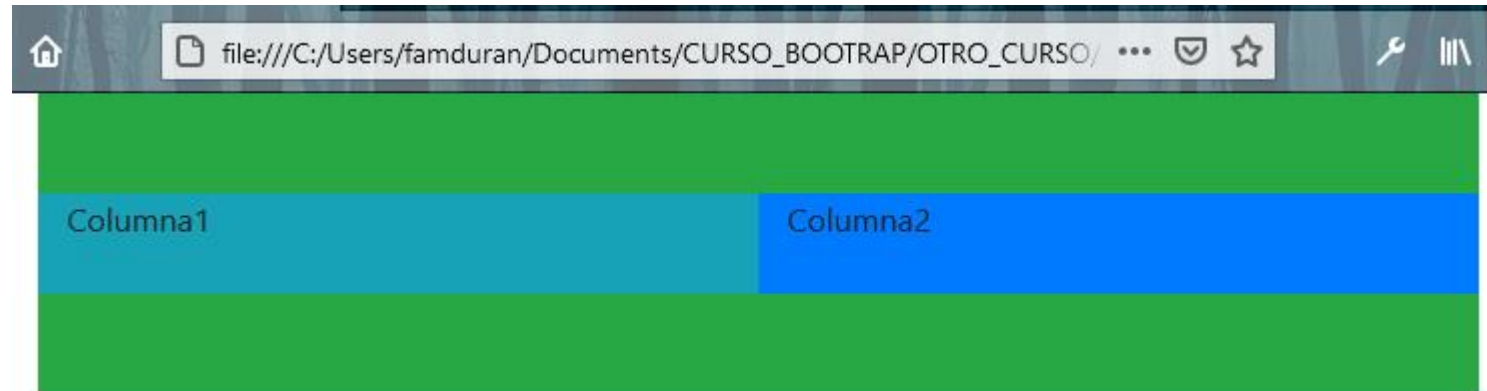 file:///C:/Users/famduran/Documents/CURSO_BOOTRAP/OTRO_CURSO/
Columna1 Columna2